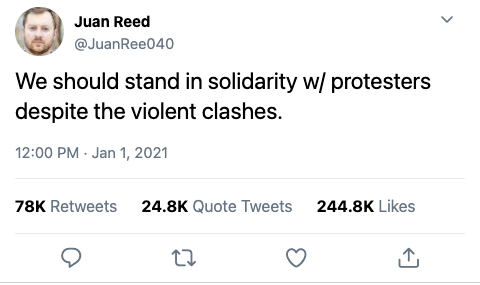 Juan Reed
@JuanRee040
We should stand in solidarity w/ protesters
despite the violent clashes.
12:00 PM · Jan 1, 2021
78K Retweets 24.8K Quote Tweets 244.8K Likes